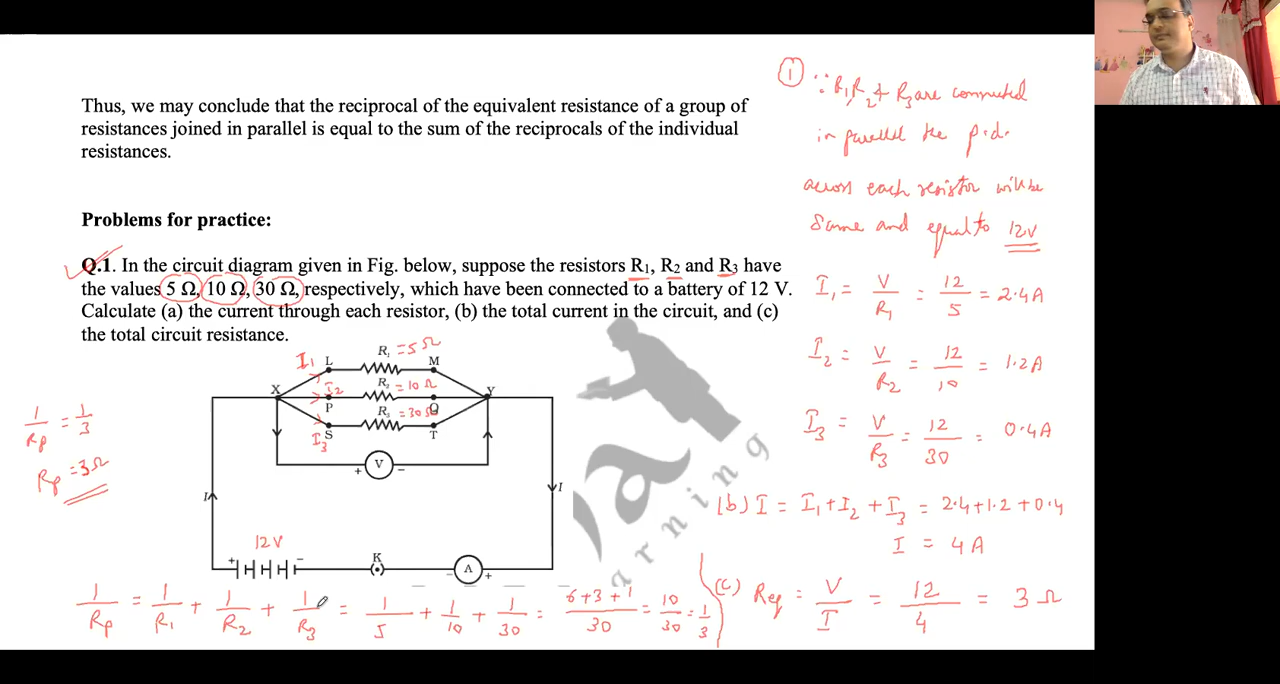 Thus, we may conclude that the reciprocal of the equivalent resistance of a group of
resistances joined in parallel is equal to the sum of the reciprocals of the individual
resistances.
Problems for practice:
Q.1. In the circuit diagram given in Fig. below, suppose the resistors R₁, R₂ and R₃ have
the values 5 Ω, 10 Ω, 30 Ω, respectively, which have been connected to a battery of 12 V.
Calculate (a) the current through each resistor, (b) the total current in the circuit, and (c)
the total circuit resistance.
R₁ = 5 Ω
I₁ L M
R₂ = 10 Ω
X I₂ Y
P Q
R₃ = 30 Ω
I₃ S T
+ V −
I I
12 V
+ − K
− A +
1/Rp = 1/3
Rp = 3Ω
1/Rp = 1/R₁ + 1/R₂ + 1/R₃ = 1/5 + 1/10 + 1/30 = 6+3+1/30 = 10/30 = 1/3
① ∵ R₁, R₂ & R₃ are connected
in parallel the p.d.
across each resistor will be
same and equal to 12V
I₁ = V/R₁ = 12/5 = 2.4A
I₂ = V/R₂ = 12/10 = 1.2A
I₃ = V/R₃ = 12/30 = 0.4A
(b) I = I₁ + I₂ + I₃ = 2.4+1.2+0.4
I = 4A
(c) Req = V/I = 12/4 = 3Ω